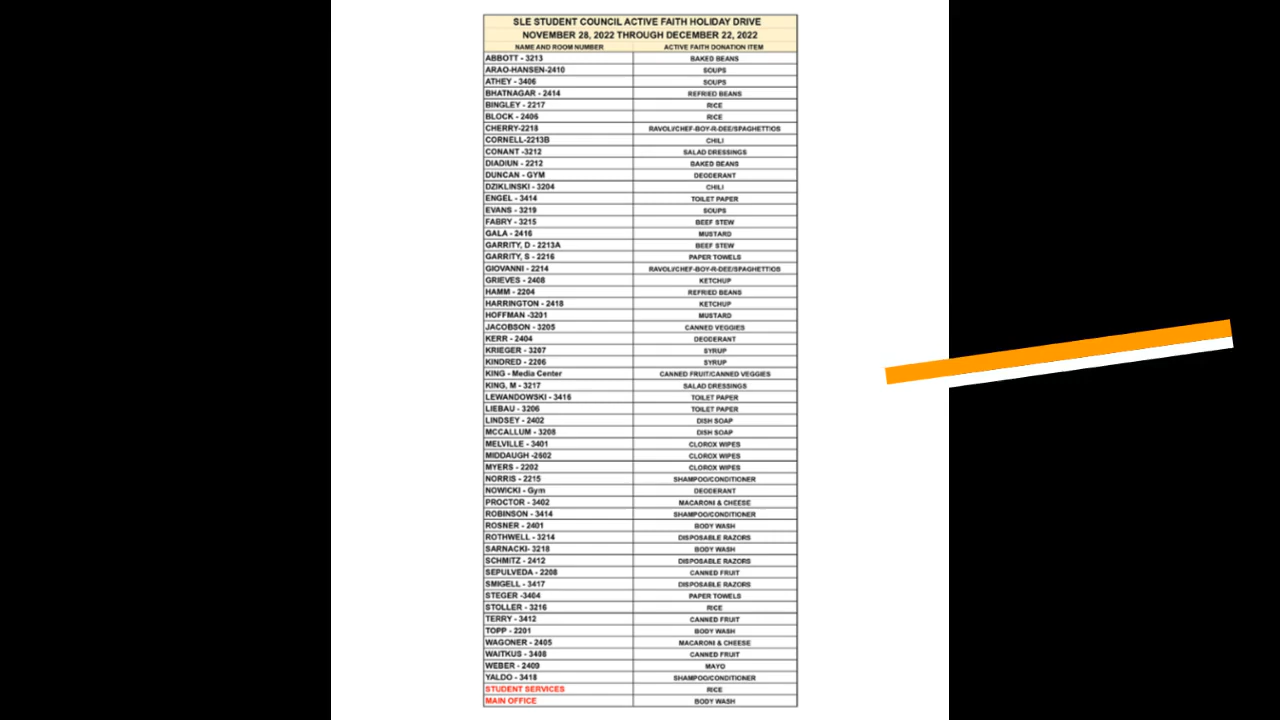 SLE STUDENT COUNCIL ACTIVE FAITH HOLIDAY DRIVE
NOVEMBER 28, 2022 THROUGH DECEMBER 22, 2022
NAME AND ROOM NUMBER ACTIVE FAITH DONATION ITEM
ABBOTT - 3213 BAKED BEANS
ARAO-HANSEN-2410 SOUPS
ATHEY - 3406 SOUPS
BHATNAGAR - 2414 REFRIED BEANS
BINGLEY - 2217 RICE
BLOCK - 2406 RICE
CHERRY-2218 RAVOLI/CHEF-BOY-R-DEE/SPAGHETTIOS
CORNELL-2213B CHILI
CONANT -3212 SALAD DRESSINGS
DIADIUN - 2212 BAKED BEANS
DUNCAN - GYM DEODERANT
DZIKLINSKI - 3204 CHILI
ENGEL - 3414 TOILET PAPER
EVANS - 3219 SOUPS
FABRY - 3215 BEEF STEW
GALA - 2416 MUSTARD
GARRITY, D - 2213A BEEF STEW
GARRITY, S - 2216 PAPER TOWELS
GIOVANNI - 2214 RAVOLI/CHEF-BOY-R-DEE/SPAGHETTIOS
GRIEVES - 2408 KETCHUP
HAMM - 2204 REFRIED BEANS
HARRINGTON - 2418 KETCHUP
HOFFMAN -3201 MUSTARD
JACOBSON - 3205 CANNED VEGGIES
KERR - 2404 DEODERANT
KRIEGER - 3207 SYRUP
KINDRED - 2206 SYRUP
KING - Media Center CANNED FRUIT/CANNED VEGGIES
KING, M - 3217 SALAD DRESSINGS
LEWANDOWSKI - 3416 TOILET PAPER
LIEBAU - 3206 TOILET PAPER
LINDSEY - 2402 DISH SOAP
MCCALLUM - 3208 DISH SOAP
MELVILLE - 3401 CLOROX WIPES
MIDDAUGH -2602 CLOROX WIPES
MYERS - 2202 CLOROX WIPES
NORRIS - 2215 SHAMPOO/CONDITIONER
NOWICKI - Gym DEODERANT
PROCTOR - 3402 MACARONI & CHEESE
ROBINSON - 3414 SHAMPOO/CONDITIONER
ROSNER - 2401 BODY WASH
ROTHWELL - 3214 DISPOSABLE RAZORS
SARNACKI- 3218 BODY WASH
SCHMITZ - 2412 DISPOSABLE RAZORS
SEPULVEDA - 2208 CANNED FRUIT
SMIGELL - 3417 DISPOSABLE RAZORS
STEGER -3404 PAPER TOWELS
STOLLER - 3216 RICE
TERRY - 3412 CANNED FRUIT
TOPP - 2201 BODY WASH
WAGONER - 2405 MACARONI & CHEESE
WAITKUS - 3408 CANNED FRUIT
WEBER - 2409 MAYO
YALDO - 3418 SHAMPOO/CONDITIONER
STUDENT SERVICES RICE
MAIN OFFICE BODY WASH